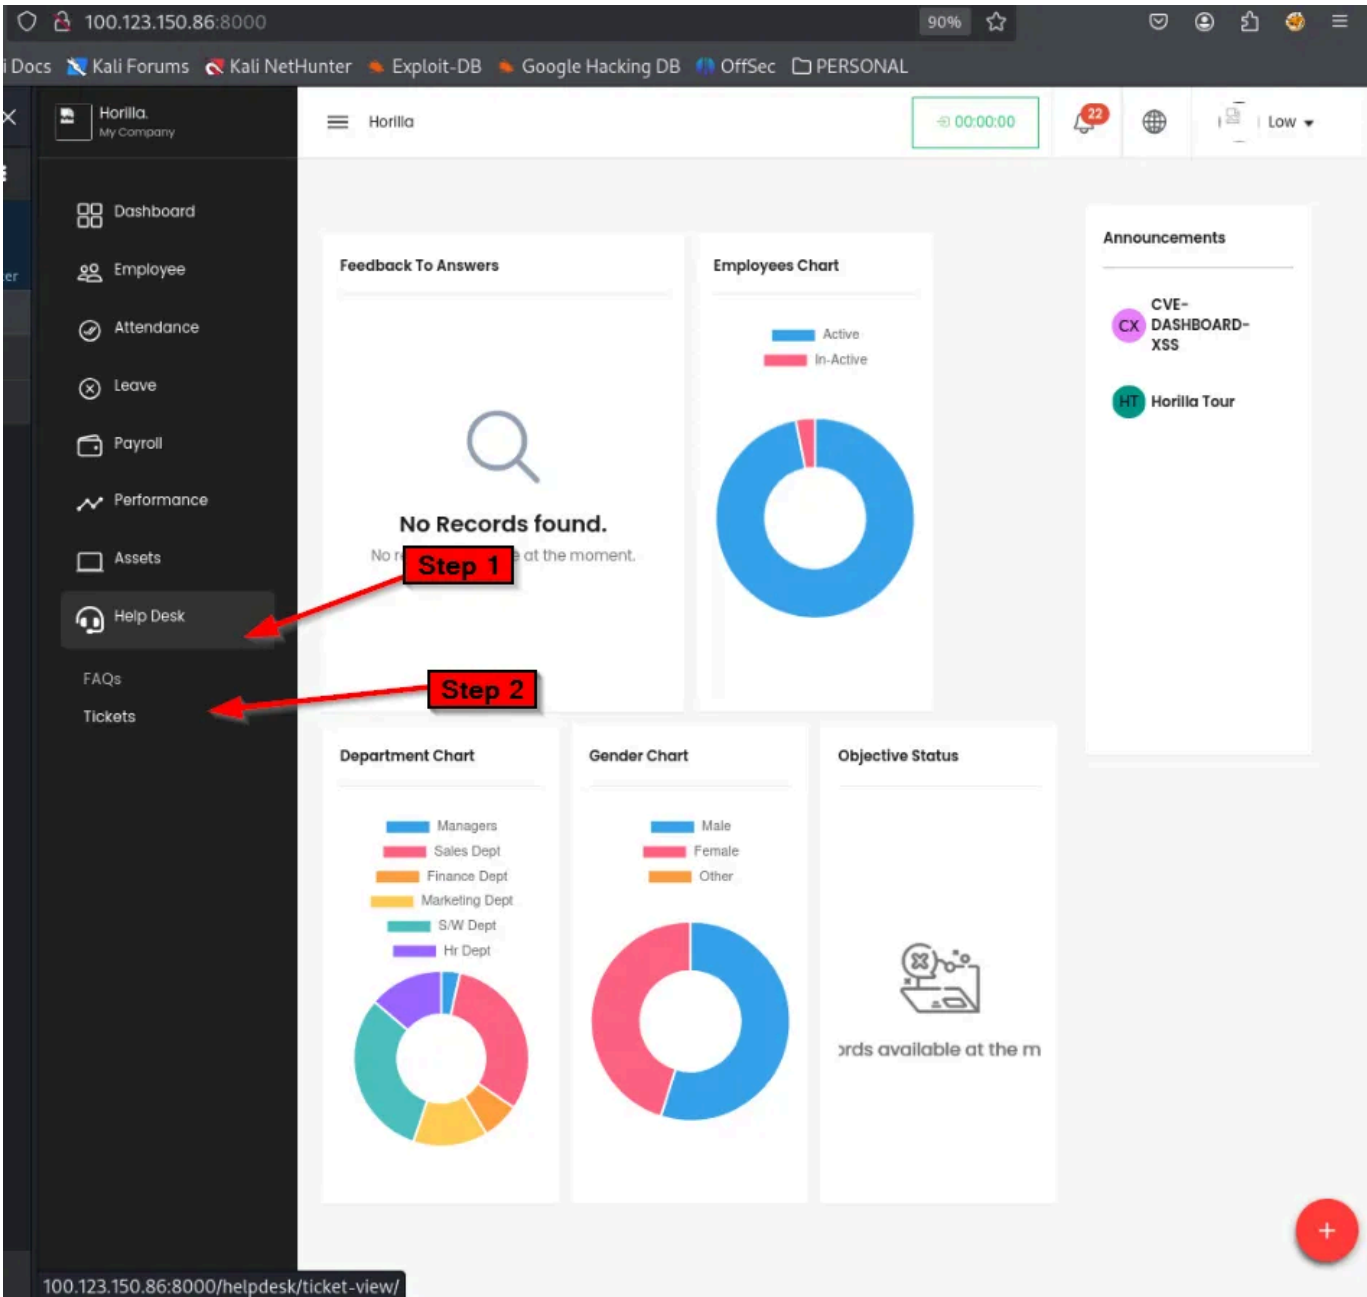 100.123.150.86:8000
90%
i Docs
Kali Forums
Kali NetHunter
Exploit-DB
Google Hacking DB
OffSec
PERSONAL
Horilla.
My Company
Horilla
00:00:00
22
Low
Dashboard
Employee
Attendance
Leave
Payroll
Performance
Assets
Help Desk
FAQs
Tickets
er
Feedback To Answers
No Records found.
No r
at the moment.
Step 1
Step 2
Employees Chart
Active
In-Active
Announcements
CX
CVE-
DASHBOARD-
XSS
HT
Horilla Tour
Department Chart
Managers
Sales Dept
Finance Dept
Marketing Dept
S/W Dept
Hr Dept
Gender Chart
Male
Female
Other
Objective Status
ords available at the m
+
100.123.150.86:8000/helpdesk/ticket-view/